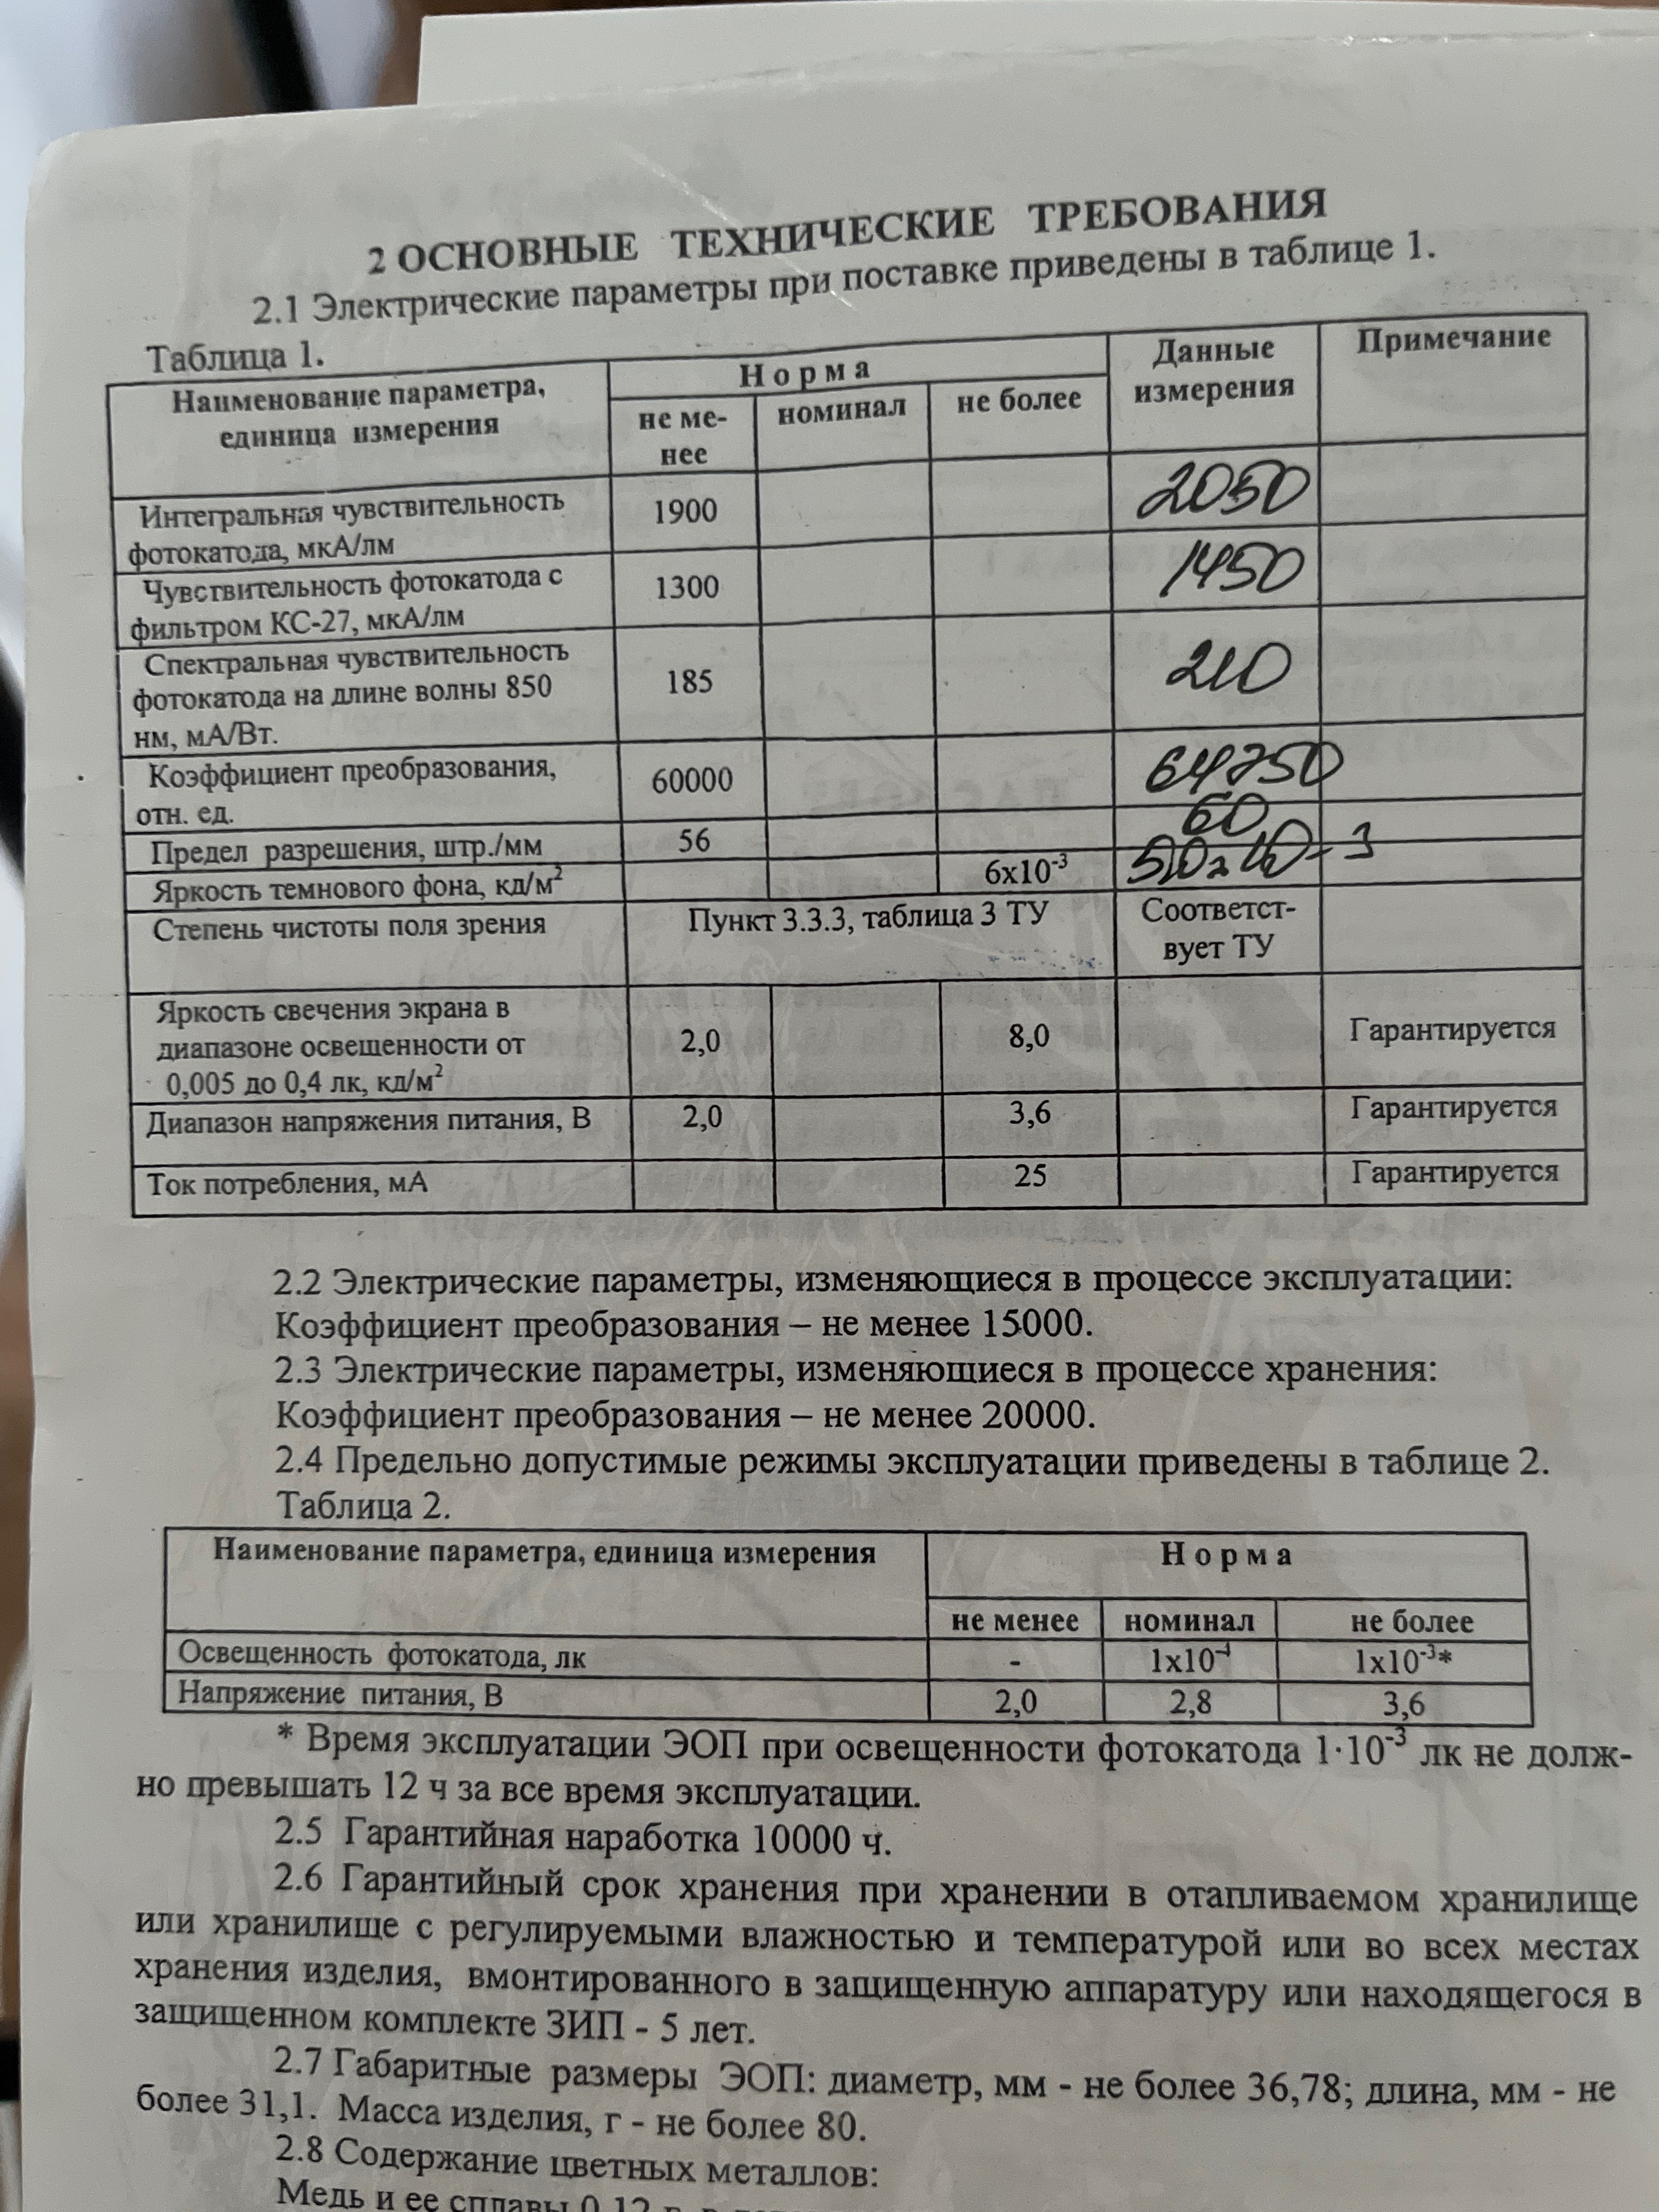 2 ОСНОВНЫЕ ТЕХНИЧЕСКИЕ ТРЕБОВАНИЯ
2.1 Электрические параметры при поставке приведены в таблице 1.
Таблица 1.
Наименование параметра,
единица измерения
Норма
Данные
измерения
Примечание
не ме-
нее
номинал
не более
Интегральная чувствительность
фотокатода, мкА/лм
1900
2050
Чувствительность фотокатода с
фильтром КС-27, мкА/лм
1300
1450
Спектральная чувствительность
фотокатода на длине волны 850
нм, мА/Вт.
185
210
Коэффициент преобразования,
отн. ед.
60000
64750
Предел разрешения, штр./мм
56
60
Яркость темнового фона, кд/м²
6х10⁻³
Степень чистоты поля зрения
Пункт 3.3.3, таблица 3 ТУ
Соответст-
вует ТУ
Яркость свечения экрана в
диапазоне освещенности от
0,005 до 0,4 лк, кд/м²
2,0
8,0
Гарантируется
Диапазон напряжения питания, В
2,0
3,6
Гарантируется
Ток потребления, мА
25
Гарантируется
2.2 Электрические параметры, изменяющиеся в процессе эксплуатации:
Коэффициент преобразования – не менее 15000.
2.3 Электрические параметры, изменяющиеся в процессе хранения:
Коэффициент преобразования – не менее 20000.
2.4 Предельно допустимые режимы эксплуатации приведены в таблице 2.
Таблица 2.
Наименование параметра, единица измерения
Норма
не менее
номинал
не более
Освещенность фотокатода, лк
-
1х10⁻⁴
1х10⁻³*
Напряжение питания, В
2,0
2,8
3,6
* Время эксплуатации ЭОП при освещенности фотокатода 1·10⁻³ лк не долж-
но превышать 12 ч за все время эксплуатации.
2.5 Гарантийная наработка 10000 ч.
2.6 Гарантийный срок хранения при хранении в отапливаемом хранилище
или хранилище с регулируемыми влажностью и температурой или во всех местах
хранения изделия, вмонтированного в защищенную аппаратуру или находящегося в
защищенном комплекте ЗИП - 5 лет.
2.7 Габаритные размеры ЭОП: диаметр, мм - не более 36,78; длина, мм - не
более 31,1. Масса изделия, г - не более 80.
2.8 Содержание цветных металлов:
Медь и ее сплавы 0,12